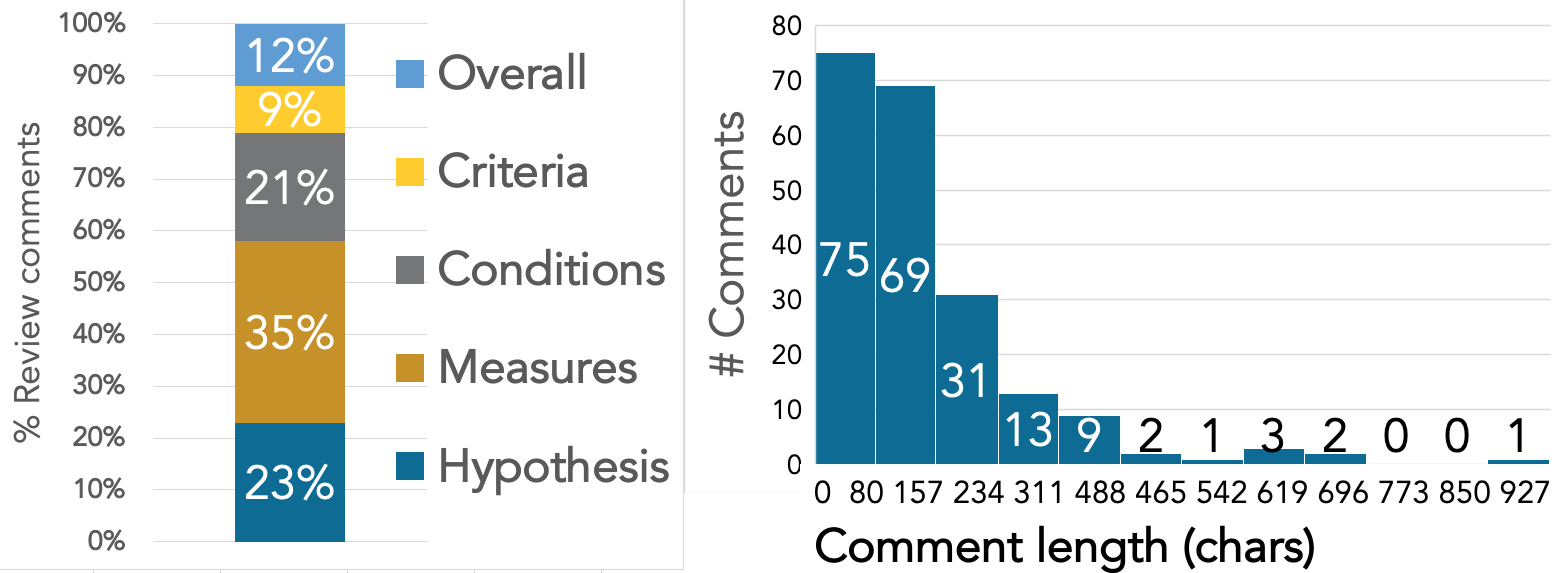 % Review comments
100%
90%
80%
70%
60%
50%
40%
30%
20%
10%
0%
12%
9%
21%
35%
23%
Overall
Criteria
Conditions
Measures
Hypothesis
# Comments
80
70
60
50
40
30
20
10
0
75 69 31 13 9 2 1 3 2 0 0 1
0 80 157 234 311 488 465 542 619 696 773 850 927
Comment length (chars)